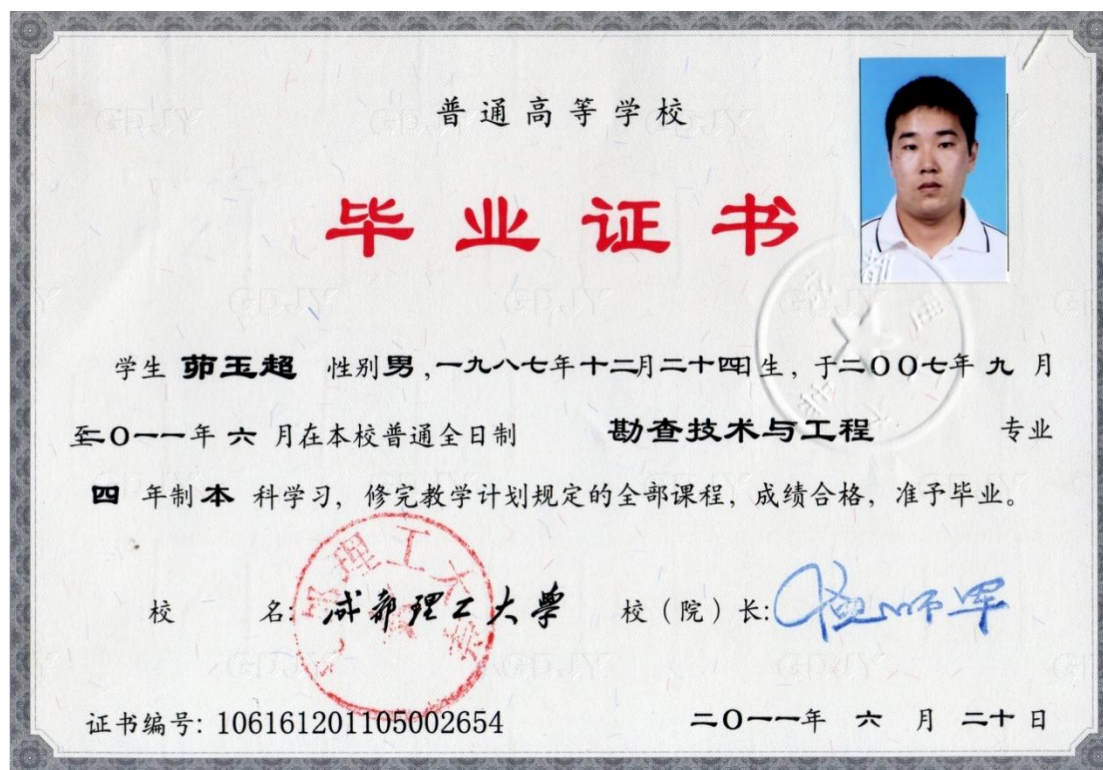 普通高等学校
毕业证书
学生 茆玉超 性别男,一九八七年十二月二十四日生,于二〇〇七年 九 月
至二〇一一年 六 月在本校普通全日制 勘查技术与工程 专业
四 年制 本 科学习,修完教学计划规定的全部课程,成绩合格,准予毕业。
校 名: 成都理工大学 校(院)长:
证书编号: 106161201105002654 二〇一一年 六 月 二十 日